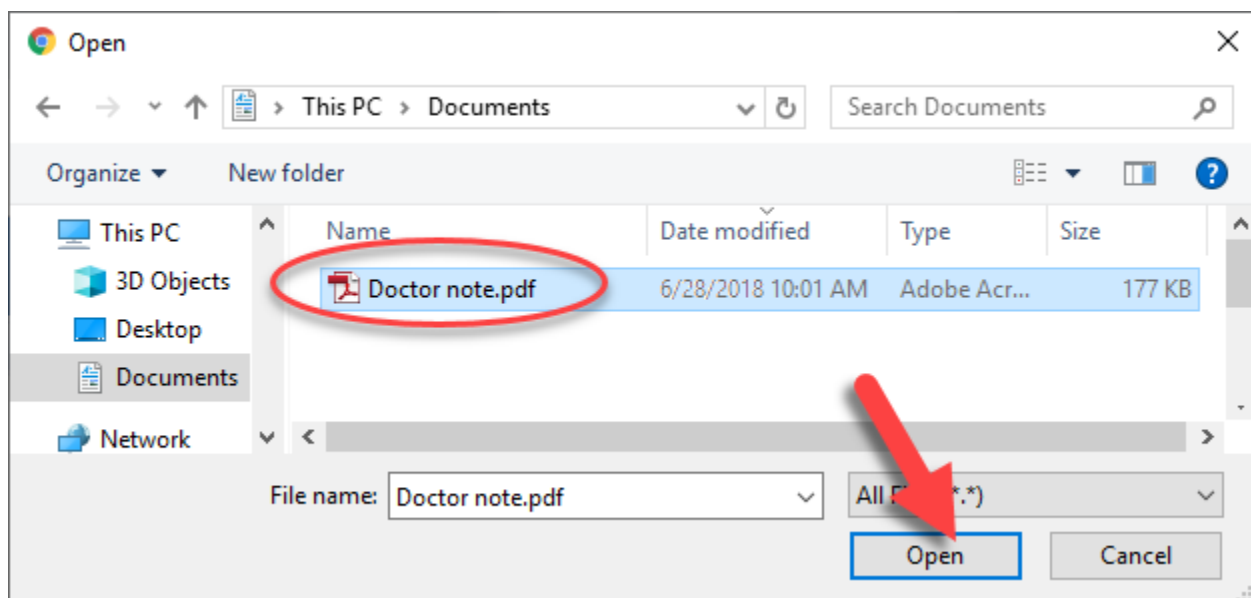 Open
This PC > Documents
Search Documents
Organize
New folder
?
This PC
Name
Date modified
Type
Size
3D Objects
Doctor note.pdf
6/28/2018 10:01 AM
Adobe Acr...
177 KB
Desktop
Documents
Network
File name:
Doctor note.pdf
All *.*)
Open
Cancel